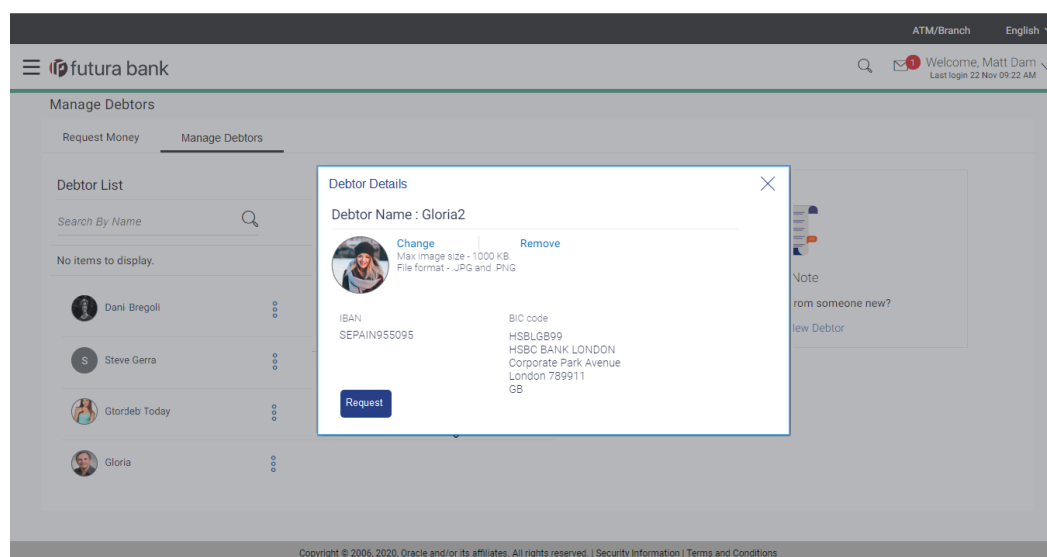 ATM/Branch English
futura bank
1
Welcome, Matt Dam
Last login 22 Nov 09:22 AM
Manage Debtors
Request Money Manage Debtors
Debtor List
Search By Name
No items to display.
Dani Bregoli
S Steve Gerra
Gtordeb Today
Gloria
Debtor Details
Debtor Name : Gloria2
Change Remove
Max image size - 1000 KB.
File format - .JPG and .PNG
IBAN
SEPAIN955095
BIC code
HSBLGB99
HSBC BANK LONDON
Corporate Park Avenue
London 789911
GB
Request
Note
rom someone new?
lew Debtor
Copyright © 2006, 2020, Oracle and/or its affiliates. All rights reserved. | Security Information | Terms and Conditions